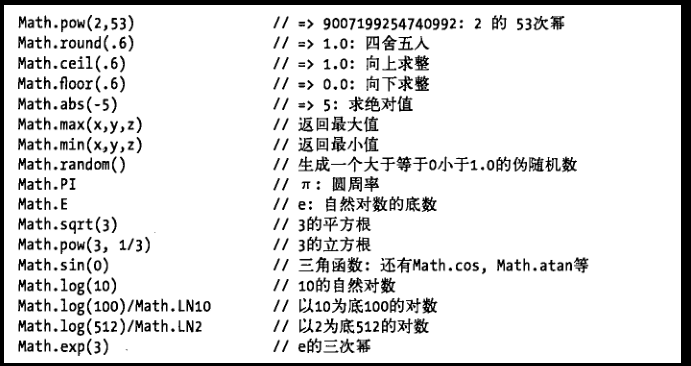 Math.pow(2,53) // => 9007199254740992: 2 的 53次幂
Math.round(.6) // => 1.0: 四舍五入
Math.ceil(.6) // => 1.0: 向上求整
Math.floor(.6) // => 0.0: 向下求整
Math.abs(-5) // => 5: 求绝对值
Math.max(x,y,z) // 返回最大值
Math.min(x,y,z) // 返回最小值
Math.random() // 生成一个大于等于0小于1.0的伪随机数
Math.PI // π: 圆周率
Math.E // e: 自然对数的底数
Math.sqrt(3) // 3的平方根
Math.pow(3, 1/3) // 3的立方根
Math.sin(0) // 三角函数: 还有Math.cos, Math.atan等
Math.log(10) // 10的自然对数
Math.log(100)/Math.LN10 // 以10为底100的对数
Math.log(512)/Math.LN2 // 以2为底512的对数
Math.exp(3) // e的三次幂